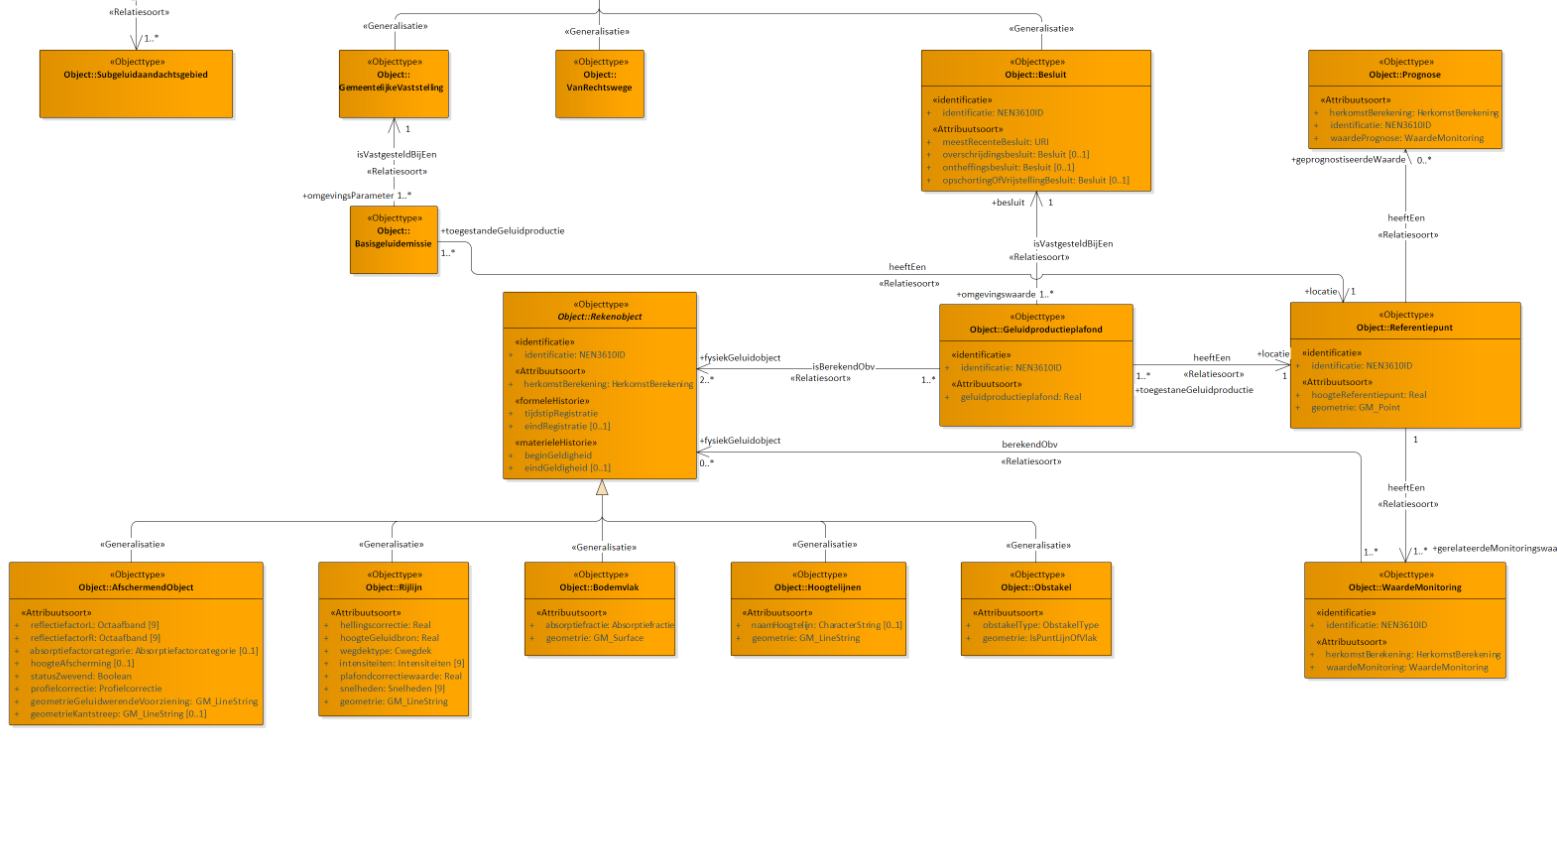 «Relatiesoort»
1..*
«Objecttype»
Object::Subgeluidaandachtsgebied
«Generalisatie»
«Generalisatie»
«Generalisatie»
«Objecttype»
Object::
GemeentelijkeVaststelling
«Objecttype»
Object::
VanRechtswege
«Objecttype»
Object::Besluit
«identificatie»
+ identificatie: NEN3610ID
«Attribuutsoort»
+ meestRecenteBesluit: URI
+ overschrijdingsbesluit: Besluit [0..1]
+ ontheffingsbesluit: Besluit [0..1]
+ opschortingOfVrijstellingBesluit: Besluit [0..1]
«Objecttype»
Object::Prognose
«Attribuutsoort»
+ herkomstBerekening: HerkomstBerekening
+ identificatie: NEN3610ID
+ waardePrognose: WaardeMonitoring
1
isVastgesteldBijEen
«Relatiesoort»
+omgevingsParameter 1..*
+geprognostiseerdeWaarde 0..*
heeftEen
«Relatiesoort»
+besluit 1
isVastgesteldBijEen
«Relatiesoort»
+omgevingswaarde 1..*
«Objecttype»
Object::
Basisgeluidemissie
+toegestandeGeluidproductie
1..*
heeftEen
«Relatiesoort»
+locatie 1
«Objecttype»
Object::Rekenobject
«identificatie»
+ identificatie: NEN3610ID
«Attribuutsoort»
+ herkomstBerekening: HerkomstBerekening
«formeleHistorie»
+ tijdstipRegistratie
+ eindRegistratie [0..1]
«materieleHistorie»
+ beginGeldigheid
+ eindGeldigheid [0..1]
+fysiekGeluidobject
2..*
isBerekendObv
«Relatiesoort»
1..*
«Objecttype»
Object::Geluidproductieplafond
«identificatie»
+ identificatie: NEN3610ID
«Attribuutsoort»
+ geluidproductieplafond: Real
heeftEen
«Relatiesoort»
+locatie
1
1..*
+toegestaneGeluidproductie
«Objecttype»
Object::Referentiepunt
«identificatie»
+ identificatie: NEN3610ID
«Attribuutsoort»
+ hoogteReferentiepunt: Real
+ geometrie: GM_Point
+fysiekGeluidobject
0..*
berekendObv
«Relatiesoort»
1..*
1
heeftEen
«Relatiesoort»
1..* +gerelateerdeMonitoringswaa
«Generalisatie»
«Generalisatie»
«Generalisatie»
«Generalisatie»
«Generalisatie»
«Objecttype»
Object::AfschermendObject
«Attribuutsoort»
+ reflectiefactorL: Octaafband [9]
+ reflectiefactorR: Octaafband [9]
+ absorptiefactorcategorie: Absorptiefactorcategorie [0..1]
+ hoogteAfscherming [0..1]
+ statusZwevend: Boolean
+ profielcorrectie: Profielcorrectie
+ geometrieGeluidwerendeVoorziening: GM_LineString
+ geometrieKantstreep: GM_LineString [0..1]
«Objecttype»
Object::Rijlijn
«Attribuutsoort»
+ hellingscorrectie: Real
+ hoogteGeluidbron: Real
+ wegdektype: Cwegdek
+ intensiteiten: Intensiteiten [9]
+ plafondcorrectiewaarde: Real
+ snelheden: Snelheden [9]
+ geometrie: GM_LineString
«Objecttype»
Object::Bodemvlak
«Attribuutsoort»
+ absorptiefractie: Absorptiefractie
+ geometrie: GM_Surface
«Objecttype»
Object::Hoogtelijnen
«Attribuutsoort»
+ naamHoogtelijn: CharacterString [0..1]
+ geometrie: GM_LineString
«Objecttype»
Object::Obstakel
«Attribuutsoort»
+ obstakelType: ObstakelType
+ geometrie: IsPuntLijnOfVlak
«Objecttype»
Object::WaardeMonitoring
«identificatie»
+ identificatie: NEN3610ID
«Attribuutsoort»
+ herkomstBerekening: HerkomstBerekening
+ waardeMonitoring: WaardeMonitoring